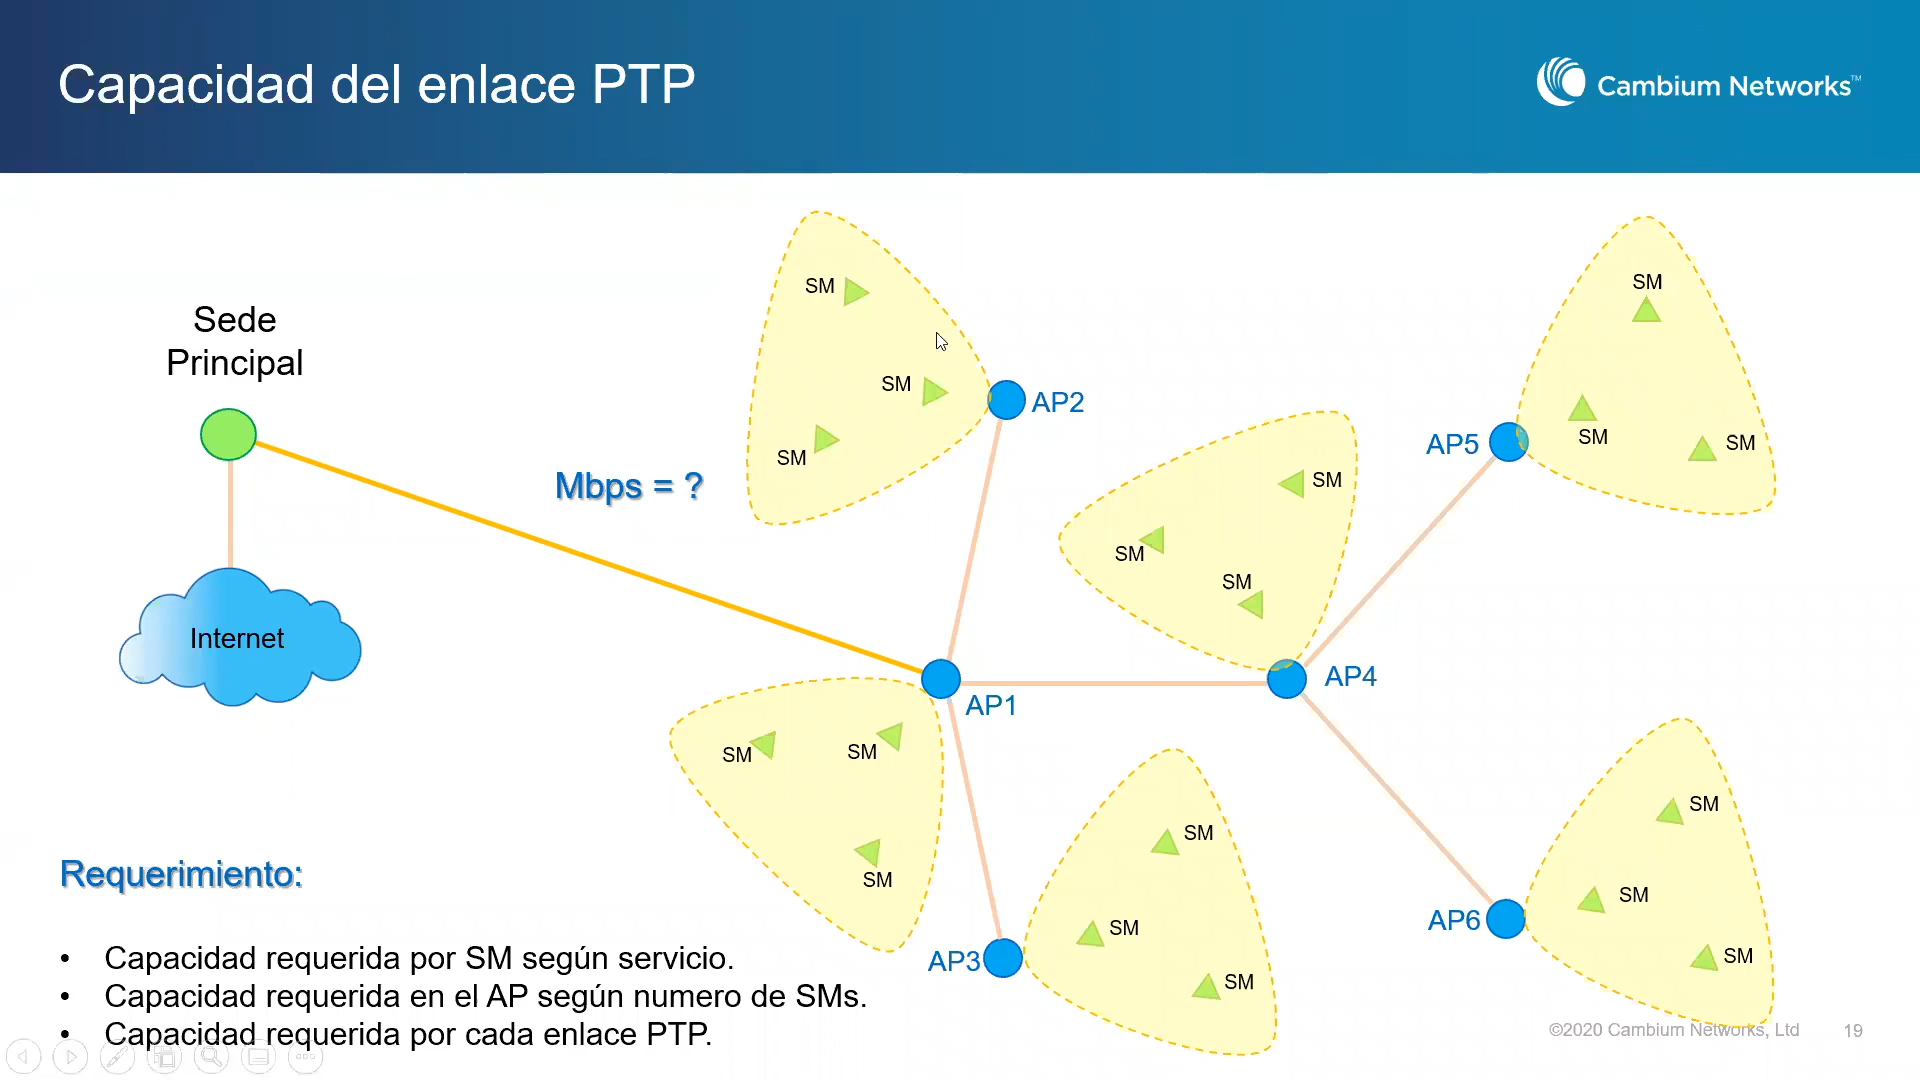 Capacidad del enlace PTP
Cambium Networks™
Sede
Principal
Internet
Mbps = ?
SM
SM
SM
AP2
SM
SM
SM
AP4
AP5
SM
SM
SM
AP1
SM
SM
SM
AP3
SM
SM
SM
AP6
SM
SM
SM
Requerimiento:
• Capacidad requerida por SM según servicio.
• Capacidad requerida en el AP según numero de SMs.
• Capacidad requerida por cada enlace PTP.
©2020 Cambium Networks, Ltd
19